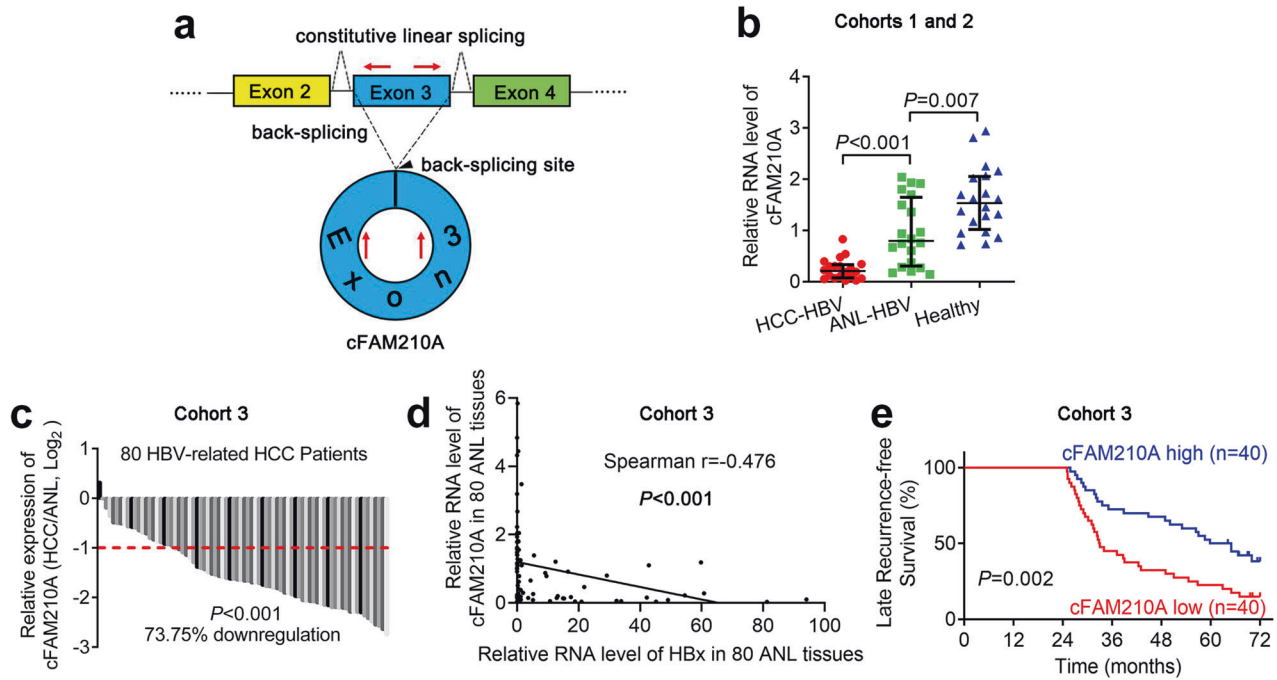 a
constitutive linear splicing
...... Exon 2 Exon 3 Exon 4 ......
back-splicing
back-splicing site
E x o n 3
cFAM210A
b
Cohorts 1 and 2
Relative RNA level of
cFAM210A
4
3
2
1
0
P<0.001
P=0.007
HCC-HBV
ANL-HBV
Healthy
c
Cohort 3
Relative expression of
cFAM210A (HCC/ANL, Log2)
1
0
-1
-2
-3
80 HBV-related HCC Patients
P<0.001
73.75% downregulation
d
Cohort 3
Relative RNA level of
cFAM210A in 80 ANL tissues
6
4
2
0
Spearman r=-0.476
P<0.001
0 20 40 60 80 100
Relative RNA level of HBx in 80 ANL tissues
e
Cohort 3
Late Recurrence-free
Survival (%)
100
50
0
cFAM210A high (n=40)
P=0.002
cFAM210A low (n=40)
0 12 24 36 48 60 72
Time (months)